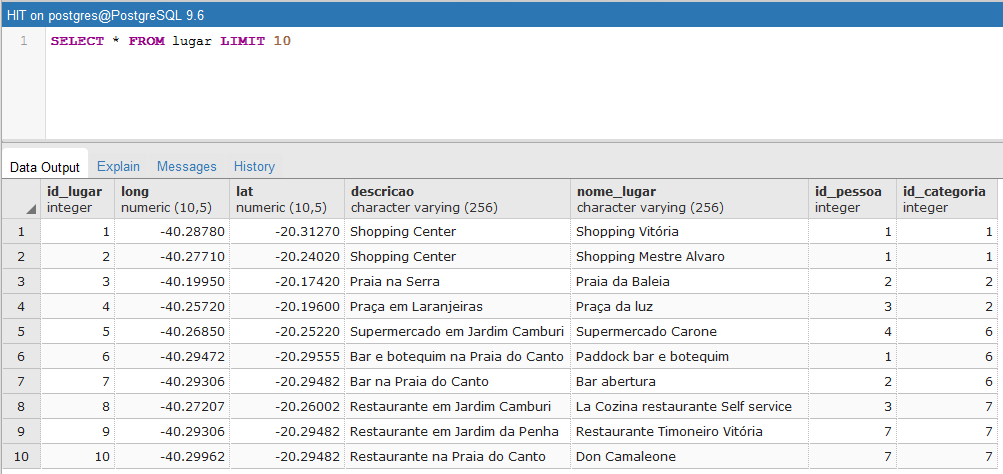 HIT on postgres@PostgreSQL 9.6
1 SELECT * FROM lugar LIMIT 10
Data Output Explain Messages History
id_lugar long lat descricao nome_lugar id_pessoa id_categoria
integer numeric (10,5) numeric (10,5) character varying (256) character varying (256) integer integer
1 1 -40.28780 -20.31270 Shopping Center Shopping Vitória 1 1
2 2 -40.27710 -20.24020 Shopping Center Shopping Mestre Alvaro 1 1
3 3 -40.19950 -20.17420 Praia na Serra Praia da Baleia 2 2
4 4 -40.25720 -20.19600 Praça em Laranjeiras Praça da luz 3 2
5 5 -40.26850 -20.25220 Supermercado em Jardim Camburi Supermercado Carone 4 6
6 6 -40.29472 -20.29555 Bar e botequim na Praia do Canto Paddock bar e botequim 1 6
7 7 -40.29306 -20.29482 Bar na Praia do Canto Bar abertura 2 6
8 8 -40.27207 -20.26002 Restaurante em Jardim Camburi La Cozina restaurante Self service 3 7
9 9 -40.29306 -20.29482 Restaurante em Jardim da Penha Restaurante Timoneiro Vitória 7 7
10 10 -40.29962 -20.29482 Restaurante na Praia do Canto Don Camaleone 7 7